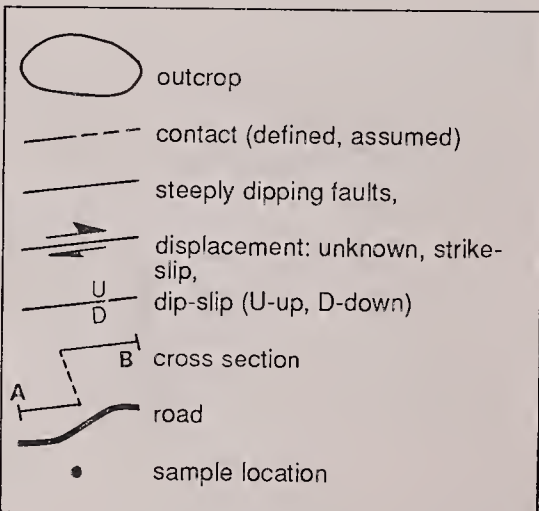 outcrop
contact (defined, assumed)
steeply dipping faults,
displacement: unknown, strike-
slip,
U
D
dip-slip (U-up, D-down)
A
B
cross section
road
sample location